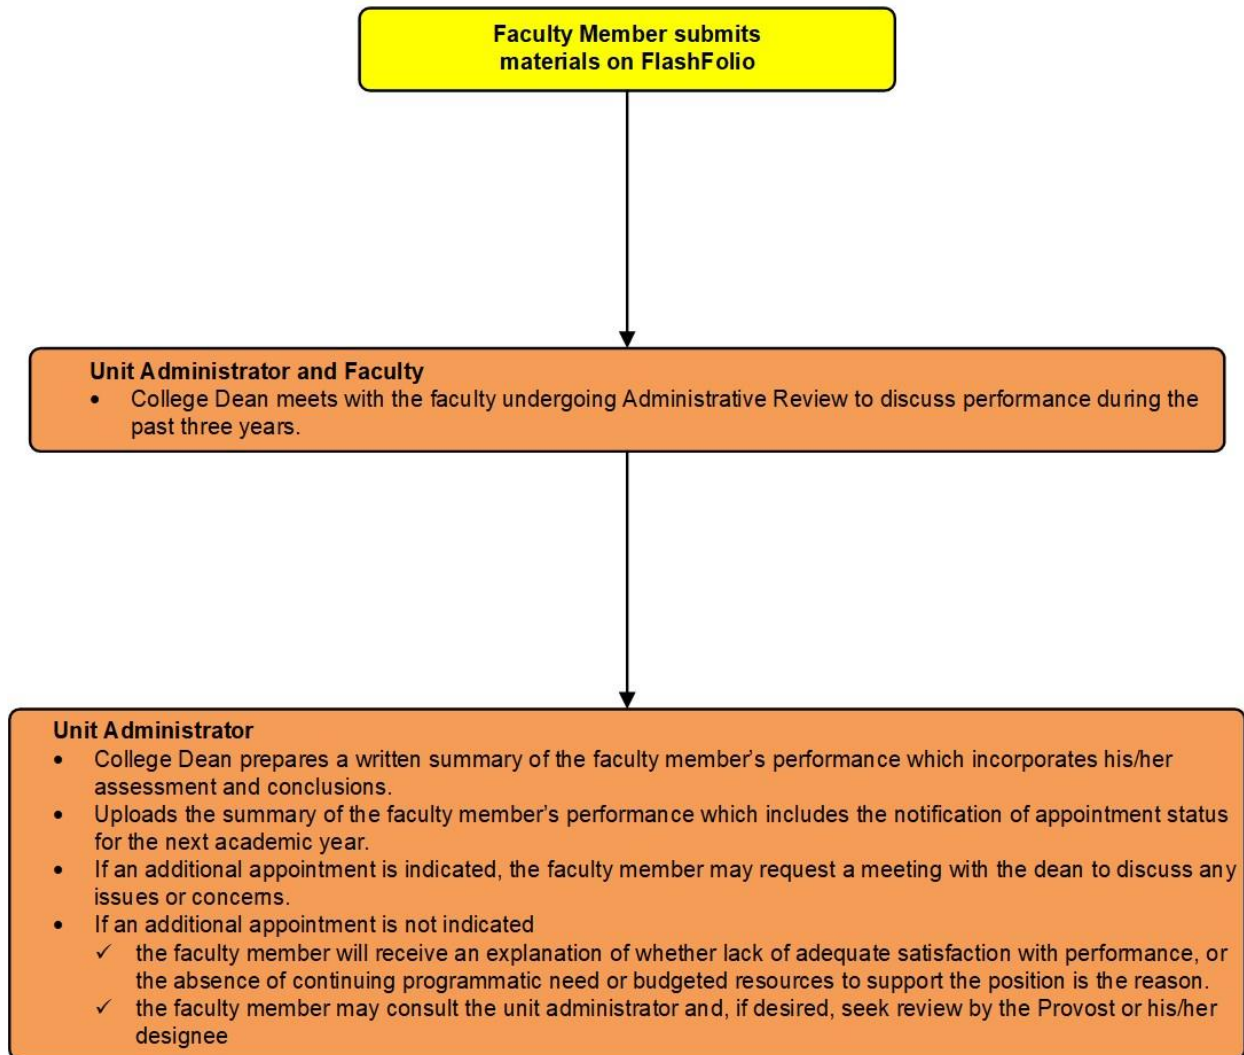 Faculty Member submits
materials on FlashFolio
Unit Administrator and Faculty
• College Dean meets with the faculty undergoing Administrative Review to discuss performance during the
past three years.
Unit Administrator
• College Dean prepares a written summary of the faculty member's performance which incorporates his/her
assessment and conclusions.
• Uploads the summary of the faculty member's performance which includes the notification of appointment status
for the next academic year.
• If an additional appointment is indicated, the faculty member may request a meeting with the dean to discuss any
issues or concerns.
• If an additional appointment is not indicated
✓ the faculty member will receive an explanation of whether lack of adequate satisfaction with performance, or
the absence of continuing programmatic need or budgeted resources to support the position is the reason.
✓ the faculty member may consult the unit administrator and, if desired, seek review by the Provost or his/her
designee